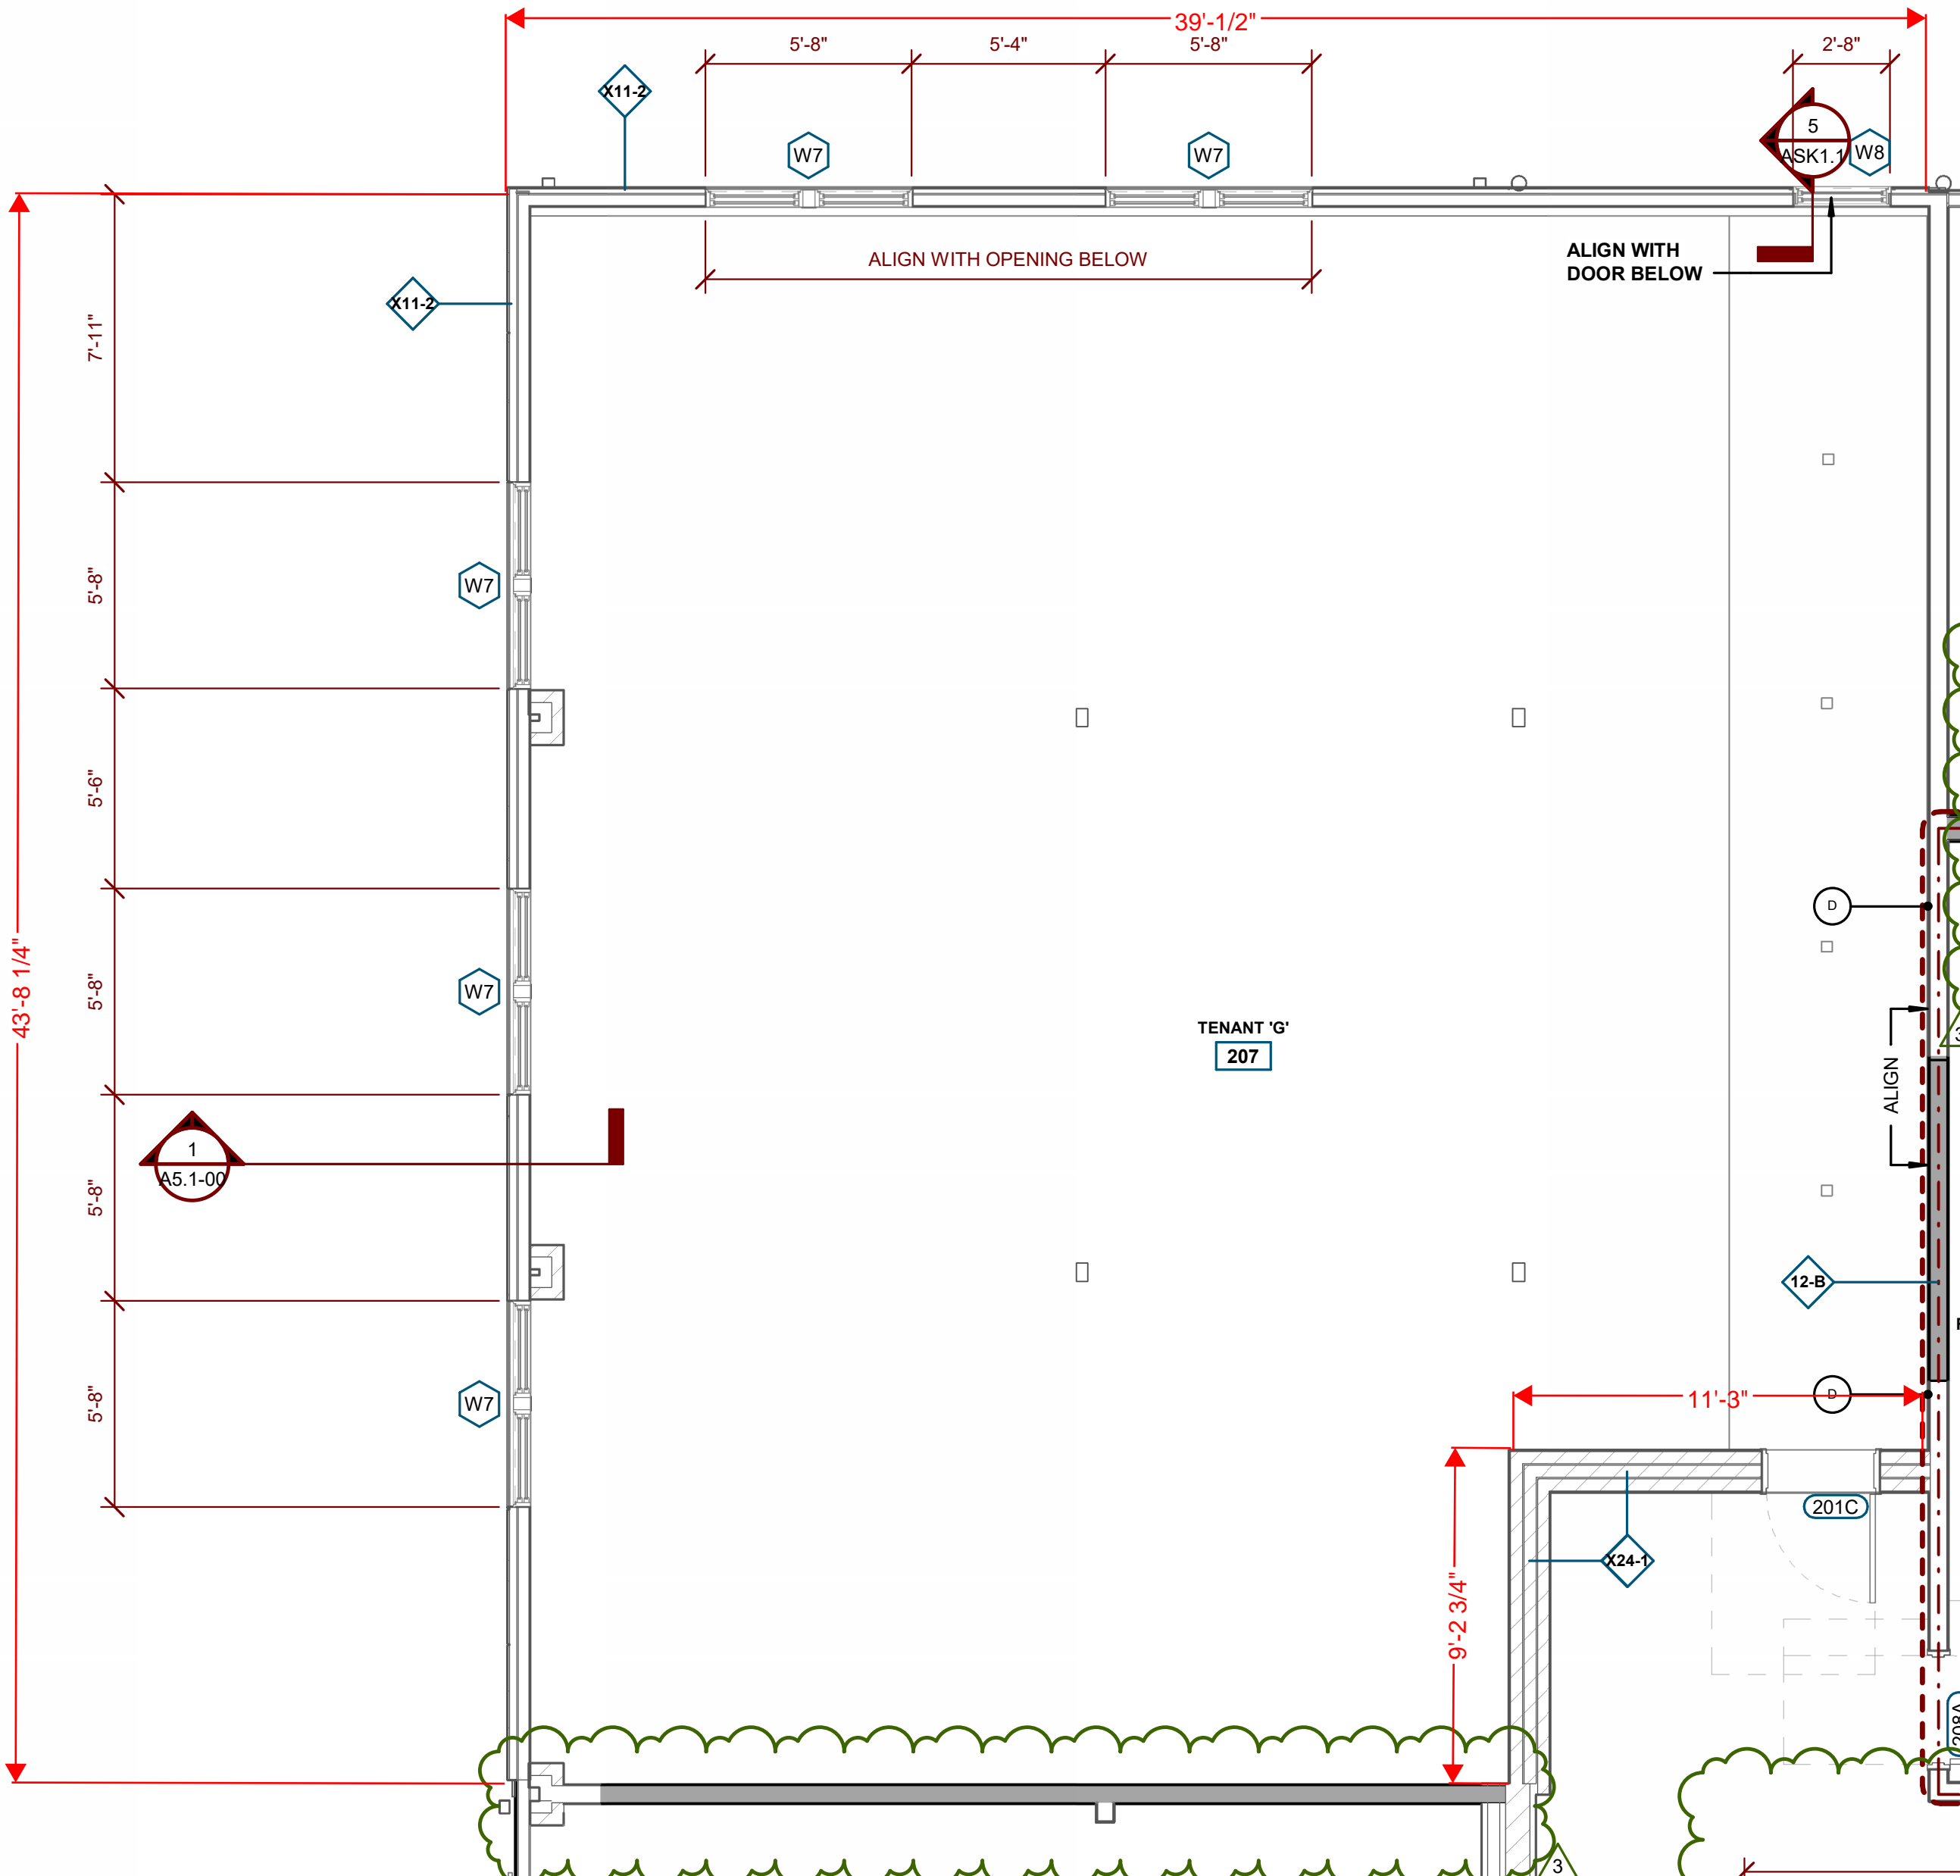 39'-1/2"
5'-8"
5'-4"
5'-8"
2'-8"
X11-2
W7
W7
5
ASK1.1
W8
ALIGN WITH OPENING BELOW
ALIGN WITH
DOOR BELOW
X11-2
7'-11"
5'-8"
W7
5'-6"
D
43'-8 1/4"
5'-8"
W7
TENANT 'G'
207
3
ALIGN
1
A5.1-00
5'-8"
12-B
5'-8"
W7
11'-3"
D
201C
X24-1
9'-2 3/4"
208A
3